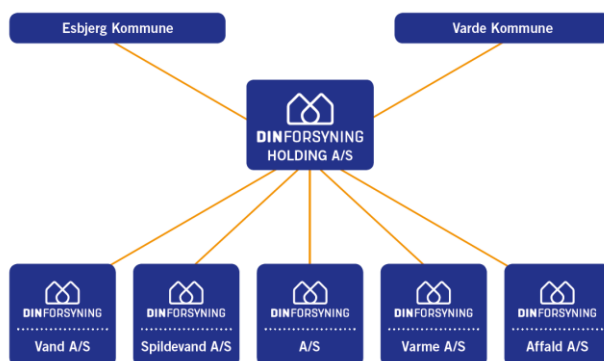 Esbjerg Kommune
Varde Kommune
DINFORSYNING
HOLDING A/S
DINFORSYNING
Vand A/S
DINFORSYNING
Spildevand A/S
DINFORSYNING
A/S
DINFORSYNING
Varme A/S
DINFORSYNING
Affald A/S